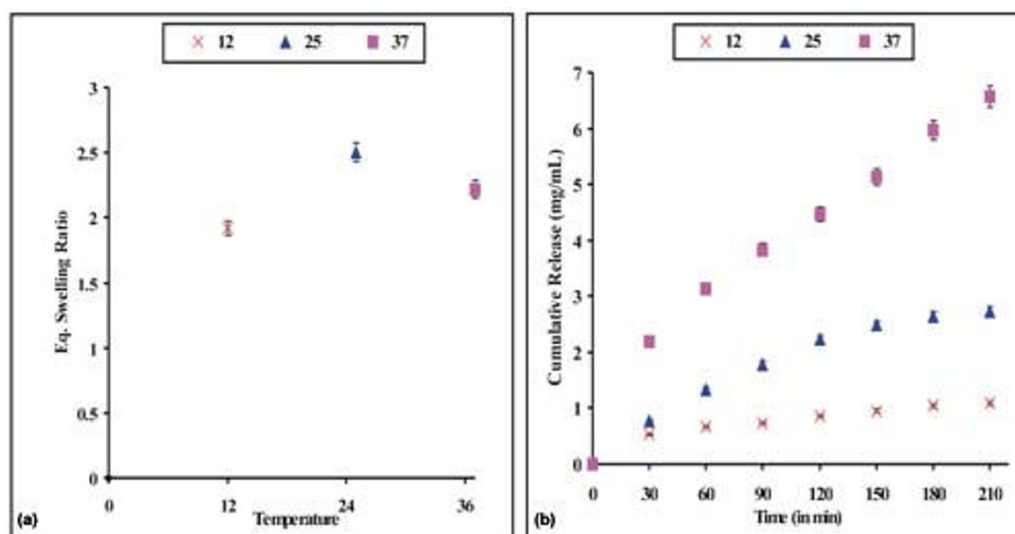 12 25 37
3
2.5
2
1.5
1
0.5
0
Eq. Swelling Ratio
0 12 24 36
Temperature
(a)
12 25 37
7
6
5
4
3
2
1
0
Cumulative Release (mg/mL)
0 30 60 90 120 150 180 210
Time (in min)
(b)